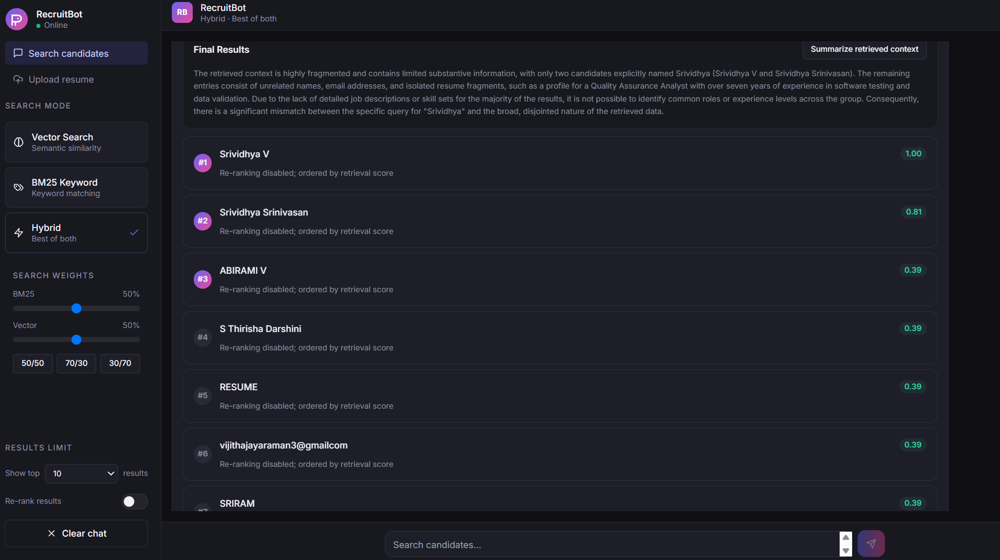 RecruitBot
Online
Search candidates
Upload resume
SEARCH MODE
Vector Search
Semantic similarity
BM25 Keyword
Keyword matching
Hybrid
Best of both
SEARCH WEIGHTS
BM25 50%
Vector 50%
50/50 70/30 30/70
RESULTS LIMIT
Show top 10 results
Re-rank results
Clear chat
RB
RecruitBot
Hybrid · Best of both
Final Results
Summarize retrieved context
The retrieved context is highly fragmented and contains limited substantive information, with only two candidates explicitly named Srividhya (Srividhya V and Srividhya Srinivasan). The remaining
entries consist of unrelated names, email addresses, and isolated resume fragments, such as a profile for a Quality Assurance Analyst with over seven years of experience in software testing and
data validation. Due to the lack of detailed job descriptions or skill sets for the majority of the results, it is not possible to identify common roles or experience levels across the group. Consequently,
there is a significant mismatch between the specific query for "Srividhya" and the broad, disjointed nature of the retrieved data.
#1 Srividhya V 1.00
Re-ranking disabled; ordered by retrieval score
#2 Srividhya Srinivasan 0.81
Re-ranking disabled; ordered by retrieval score
#3 ABIRAMI V 0.39
Re-ranking disabled; ordered by retrieval score
#4 S Thirisha Darshini 0.39
Re-ranking disabled; ordered by retrieval score
#5 RESUME 0.39
Re-ranking disabled; ordered by retrieval score
#6 vijithajayaraman3@gmailcom 0.39
Re-ranking disabled; ordered by retrieval score
#7 SRIRAM 0.39
Search candidates...